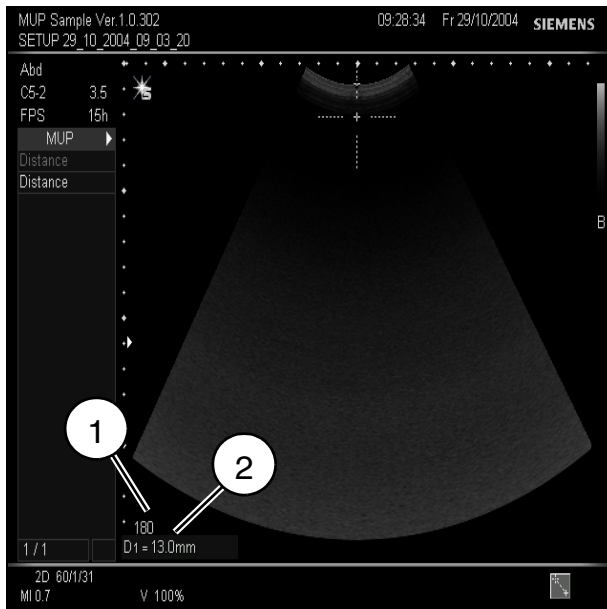 MUP Sample Ver.1.0.302 09:28:34 Fr 29/10/2004 SIEMENS
SETUP 29_10_2004_09_03_20
Abd
C5-2 3.5
FPS 15h
MUP
Distance
Distance
S
B
1
2
180
D1 = 13.0mm
1 / 1
2D 60/1/31
MI 0.7 V 100%